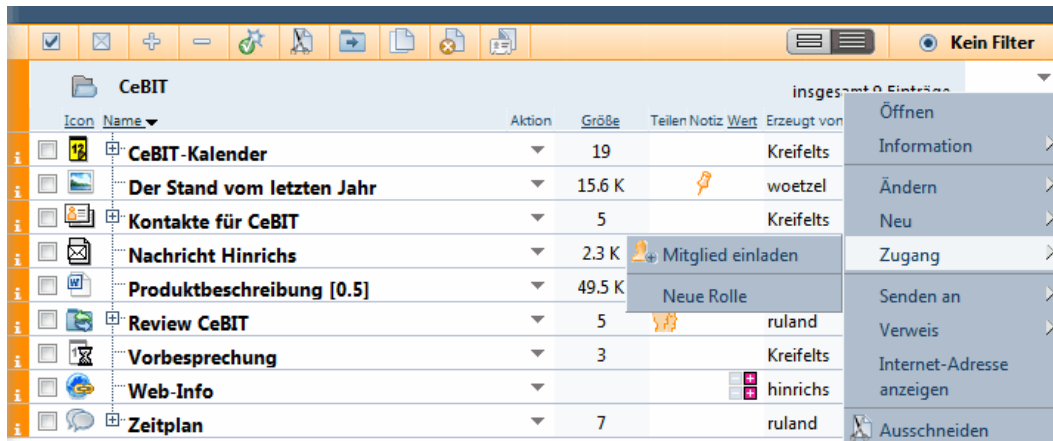 Kein Filter
CeBIT
insgesamt 9 Einträge
Icon Name Aktion Größe Teilen Notiz Wert Erzeugt von
CeBIT-Kalender 19 Kreifelts
Der Stand vom letzten Jahr 15.6 K woetzel
Kontakte für CeBIT 5 Kreifelts
Nachricht Hinrichs 2.3 K
Produktbeschreibung [0.5] 49.5 K
Review CeBIT 5 ruland
Vorbesprechung 3 Kreifelts
Web-Info hinrichs
Zeitplan 7 ruland
Mitglied einladen
Neue Rolle
Öffnen
Information
Ändern
Neu
Zugang
Senden an
Verweis
Internet-Adresse
anzeigen
Ausschneiden